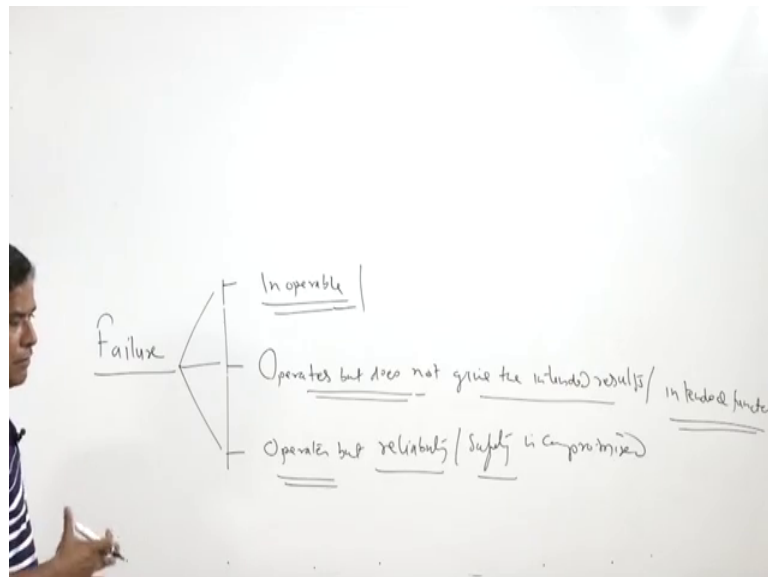 Failure
Inoperable
Operates but does not give the intended results/ intended functi
Operates but reliability / Safety is compromised